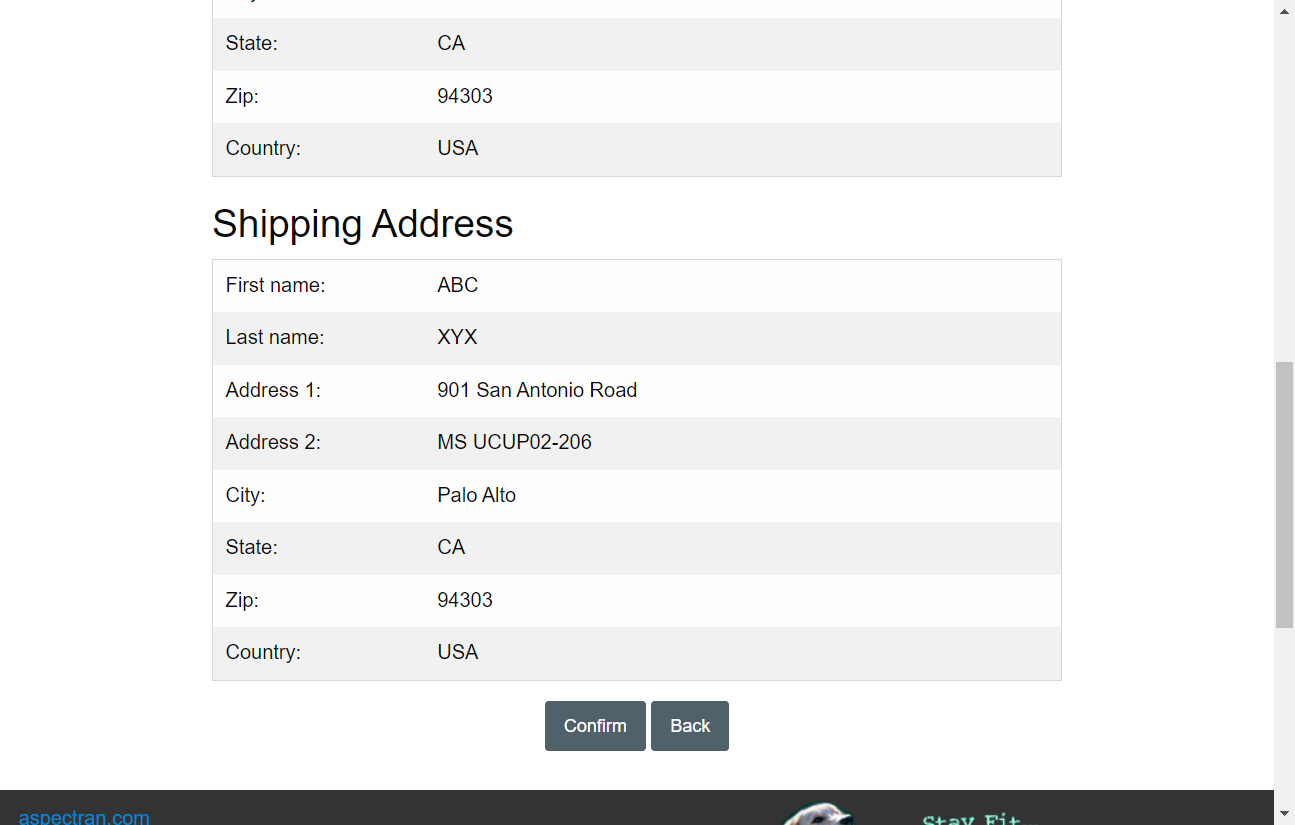 State: CA
Zip: 94303
Country: USA
Shipping Address
First name: ABC
Last name: XYX
Address 1: 901 San Antonio Road
Address 2: MS UCUP02-206
City: Palo Alto
State: CA
Zip: 94303
Country: USA
Confirm Back
aspectran.com
Stay Fit